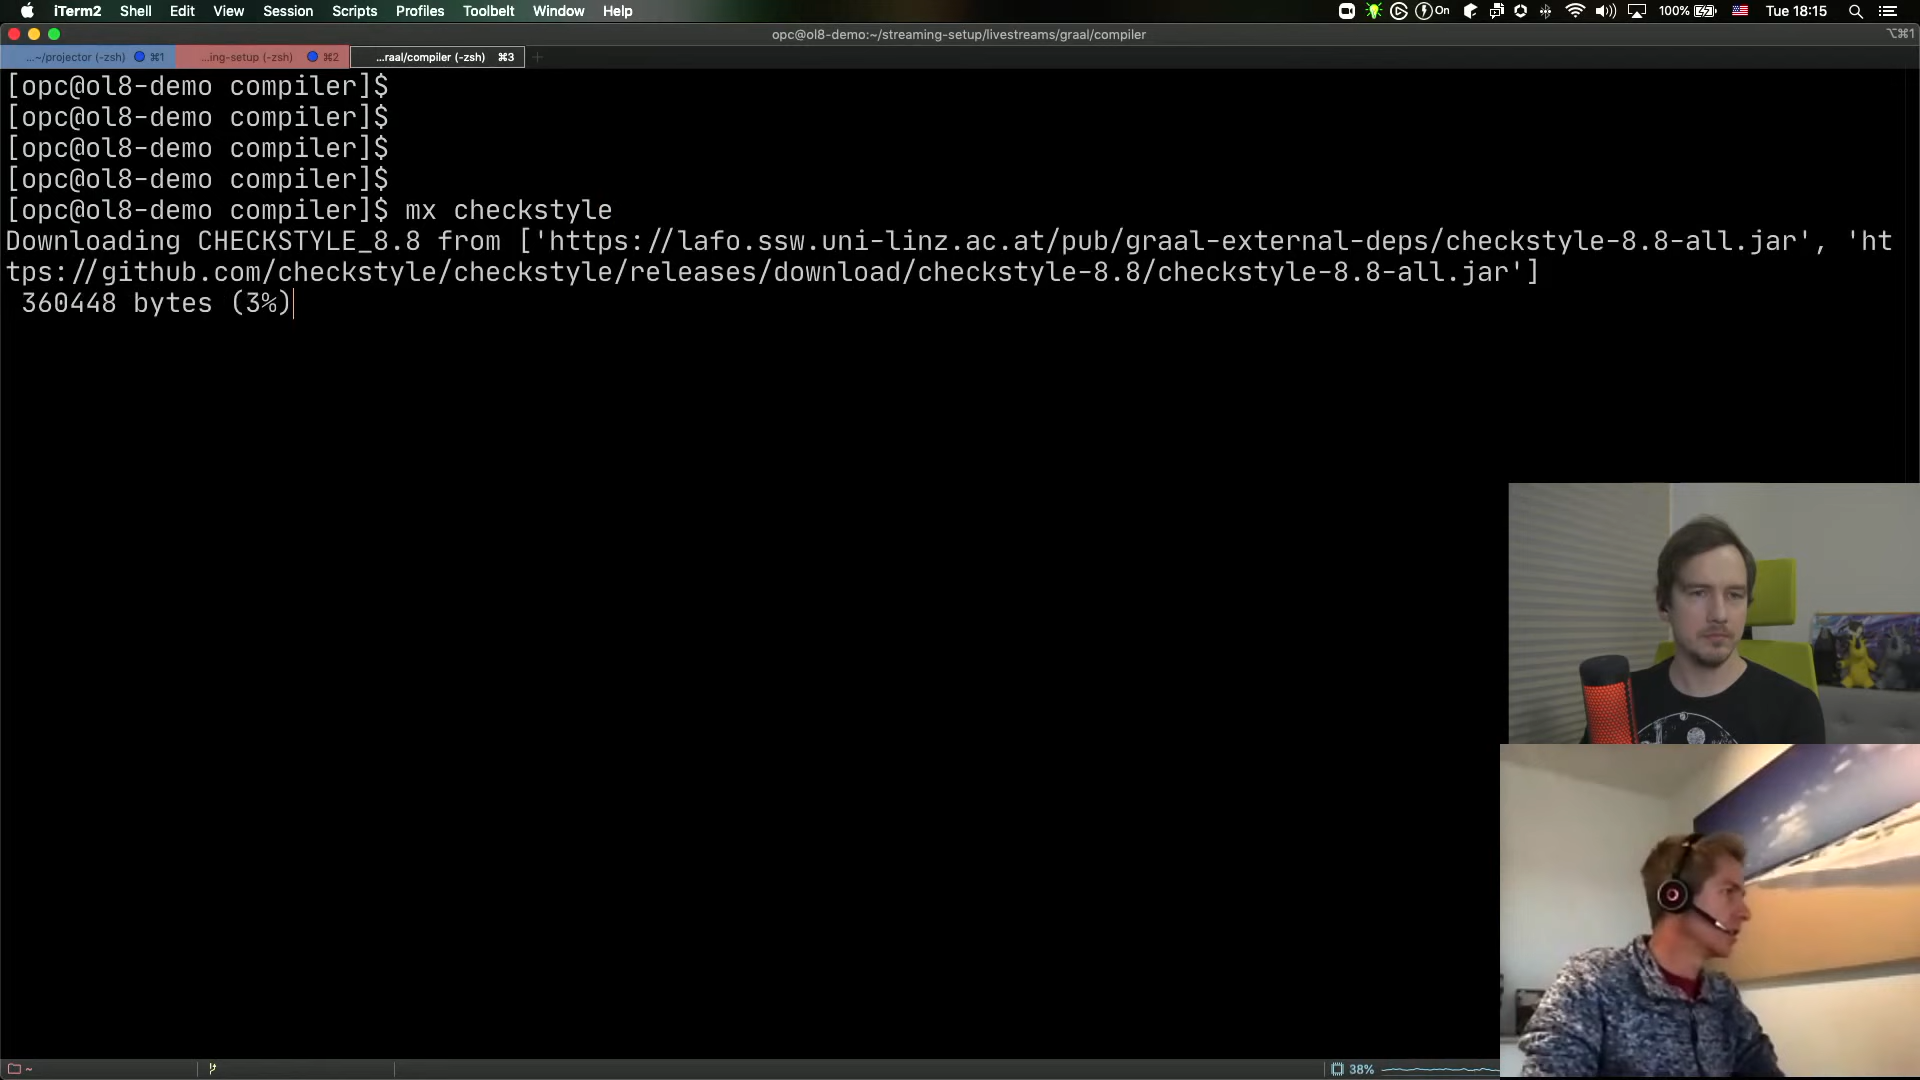 iTerm2 Shell Edit View Session Scripts Profiles Toolbelt Window Help On 100% Tue 18:15
opc@ol8-demo:~/streaming-setup/livestreams/graal/compiler ⌥⌘1
...~/projector (-zsh) ⌘1 ...ing-setup (-zsh) ⌘2 ...raal/compiler (-zsh) ⌘3
[opc@ol8-demo compiler]$
[opc@ol8-demo compiler]$
[opc@ol8-demo compiler]$
[opc@ol8-demo compiler]$
[opc@ol8-demo compiler]$ mx checkstyle
Downloading CHECKSTYLE_8.8 from ['https://lafo.ssw.uni-linz.ac.at/pub/graal-external-deps/checkstyle-8.8-all.jar', 'ht
tps://github.com/checkstyle/checkstyle/releases/download/checkstyle-8.8/checkstyle-8.8-all.jar']
360448 bytes (3%)
~ 38%